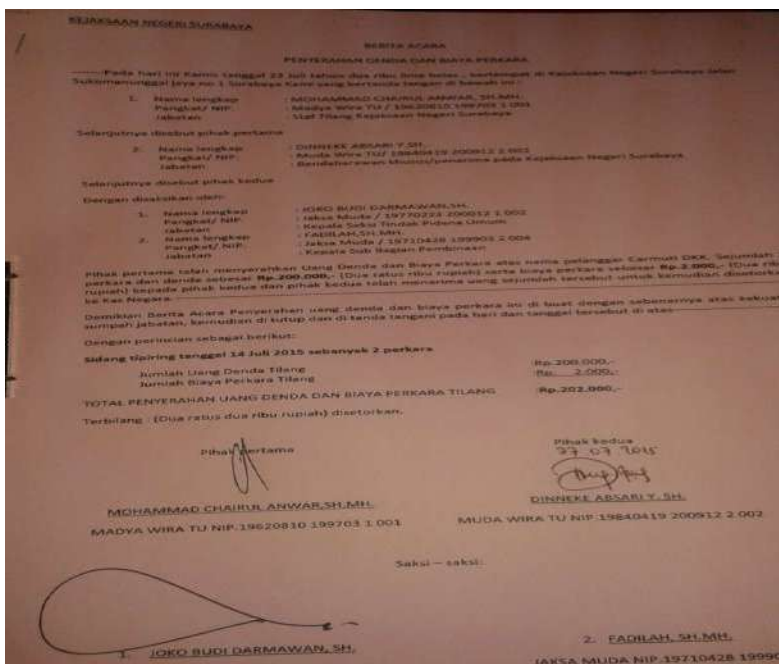 KEJAKSAAN NEGERI SURABAYA
BERITA ACARA
PENYERAHAN DENDA DAN BIAYA PERKARA
Pada hari ini Kamis tanggal 23 Juli tahun dua ribu lima belas , bertempat di Kejaksaan Negeri Surabaya Jalan
Sukomanunggal Jaya no 1 Surabaya Kami yang bertanda tangan di bawah ini :
1. Nama lengkap : MOHAMMAD CHAIRUL ANWAR, SH.MH.
Pangkat/ NIP. : Madya Wira TU / 19620810 199703 1.001
Jabatan : Staf Tilang Kejaksaan Negeri Surabaya
Selanjutnya disebut pihak pertama
2. Nama lengkap : DINNEKE ABSARI Y.SH.
Pangkat/ NIP. : Muda Wira TU/ 19840419 200912 2.002
Jabatan : Bendaharawan Khusus/penerima pada Kejaksaan Negeri Surabaya.
Selanjutnya disebut pihak kedua
Dengan disaksikan oleh:
1. Nama lengkap : JOKO BUDI DARMAWAN,SH.
Pangkat/ NIP. : Jaksa Muda / 19770223 200012 1.002
Jabatan : Kepala Seksi Tindak Pidana Umum
2. Nama lengkap : FADILAH,SH.MH.
Pangkat/ NIP. : Jaksa Muda / 19710428 199903 2.004
Jabatan : Kepala Sub Bagian Pembinaan
Pihak pertama telah menyerahkan Uang Denda dan Biaya Perkara atas nama pelanggar Carmuti DKK. Sejumlah
perkara dan denda sebesar Rp.200.000,- (Dua ratus ribu rupiah) serta biaya perkara sebesar Rp.2.000,- (Dua ribu
rupiah) kepada pihak kedua dan pihak kedua telah menerima uang sejumlah tersebut untuk kemudian disetorkan
ke Kas Negara.
Demikian Berita Acara Penyerahan uang denda dan biaya perkara ini di buat dengan sebenarnya atas
sumpah jabatan, kemudian di tutup dan di tanda tangani pada hari dan tanggal tersebut di atas
Dengan perincian sebagai berikut:
Sidang tipiring tanggal 14 Juli 2015 sebanyak 2 perkara
Jumlah Uang Denda Tilang :Rp.200.000,-
Jumlah Biaya Perkara Tilang :Rp. 2.000,-
TOTAL PENYERAHAN UANG DENDA DAN BIAYA PERKARA TILANG :Rp.202.000,-
Terbilang : (Dua ratus dua ribu rupiah) disetorkan.
Pihak pertama Pihak kedua
27 07 2015
MOHAMMAD CHAIRUL ANWAR,SH.MH. DINNEKE ABSARI Y. SH.
MADYA WIRA TU NIP.19620810 199703 1.001 MUDA WIRA TU NIP.19840419 200912 2.002
Saksi – saksi:
1. JOKO BUDI DARMAWAN, SH. 2. FADILAH, SH.MH.
JAKSA MUDA NIP.19710428 19990